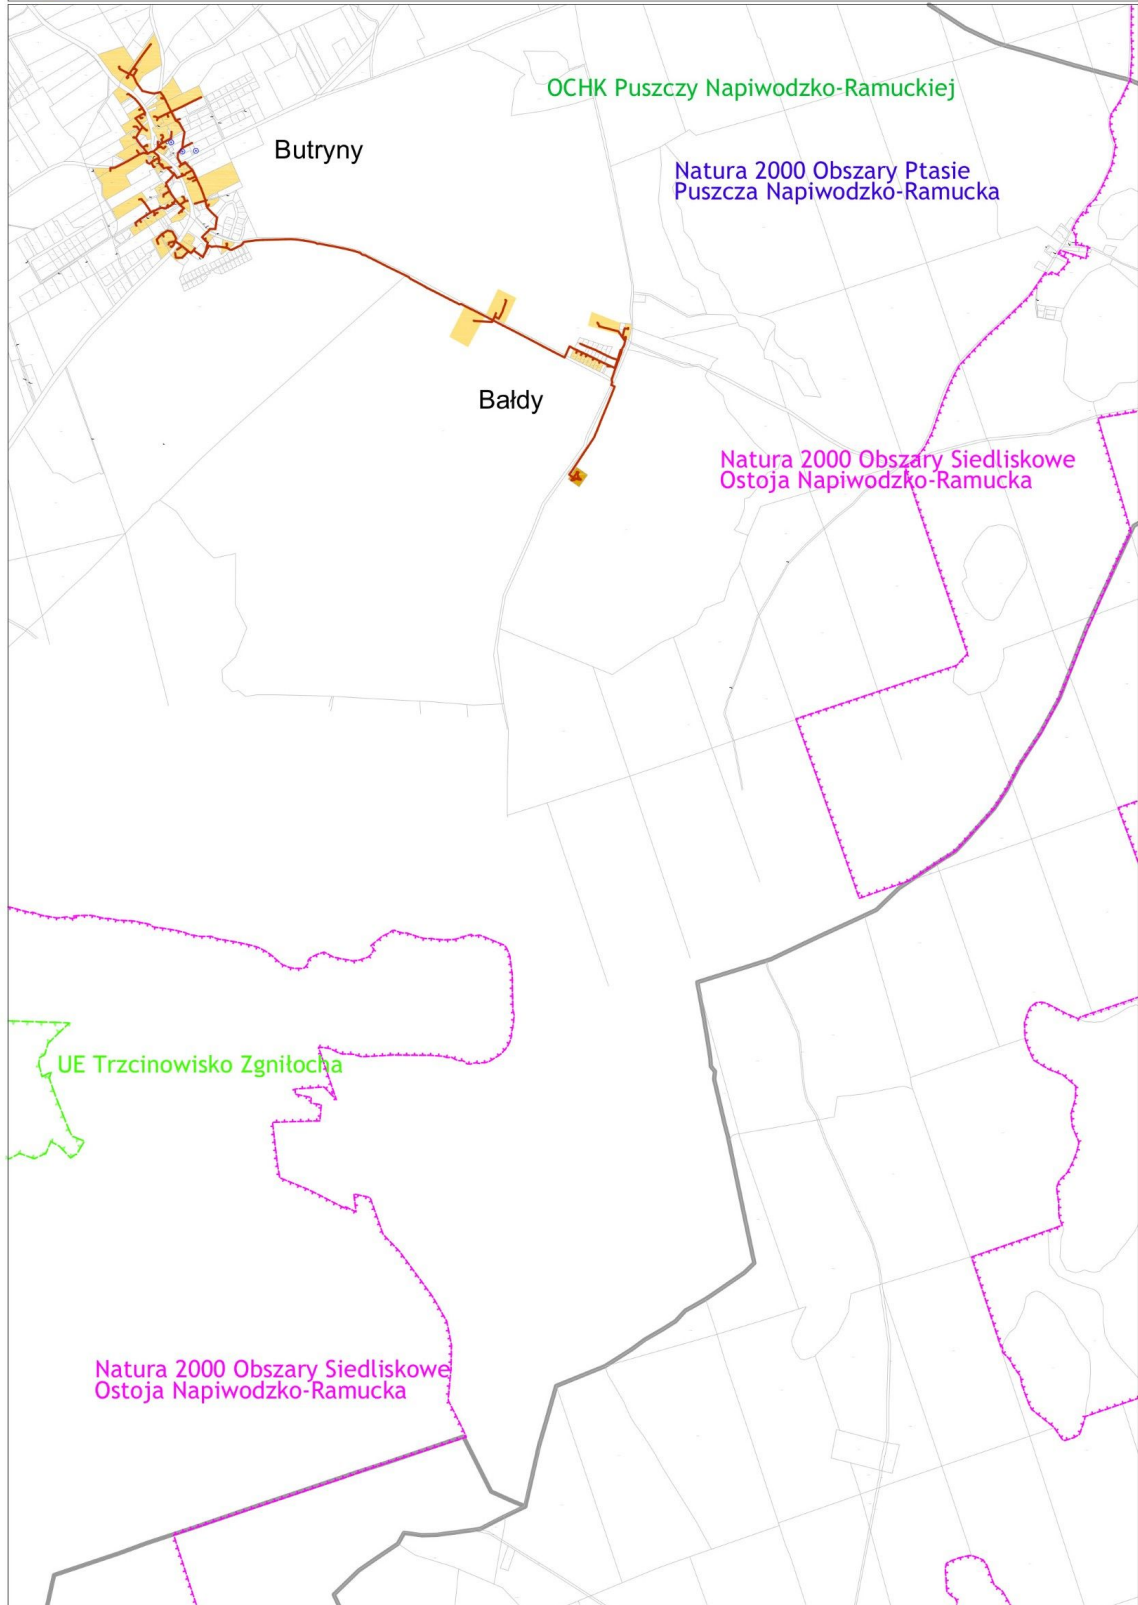 OCHK Puszczy Napiwodzko-Ramuckiej
Butryny
Natura 2000 Obszary Ptasie
Puszcza Napiwodzko-Ramucka
Bałdy
Natura 2000 Obszary Siedliskowe
Ostoja Napiwodzko-Ramucka
UE Trzcinowisko Zgniłocha
Natura 2000 Obszary Siedliskowe
Ostoja Napiwodzko-Ramucka